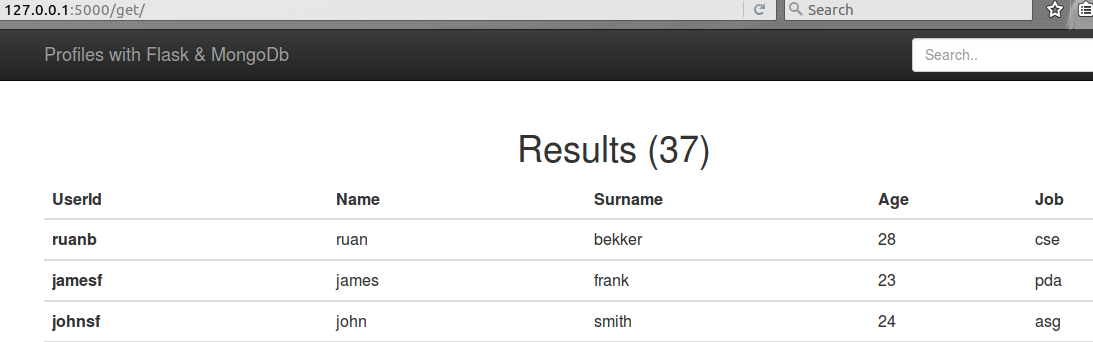 127.0.0.1:5000/get/ Search
Profiles with Flask & MongoDb Search..
Results (37)
UserId Name Surname Age Job
ruanb ruan bekker 28 cse
jamesf james frank 23 pda
johnsf john smith 24 asg